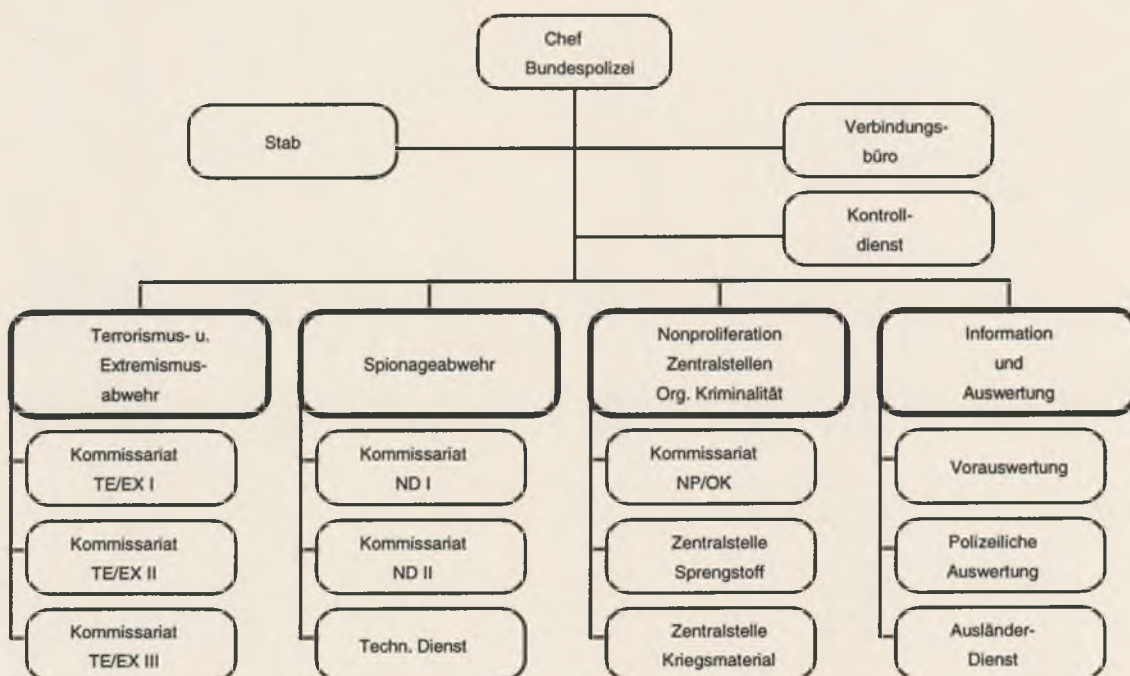 Chef
Bundespolizei
Stab
Verbindungs-
büro
Kontroll-
dienst
Terrorismus- u.
Extremismus-
abwehr
Kommissariat
TE/EX I
Kommissariat
TE/EX II
Kommissariat
TE/EX III
Spionageabwehr
Kommissariat
ND I
Kommissariat
ND II
Techn. Dienst
Nonproliferation
Zentralstellen
Org. Kriminalität
Kommissariat
NP/OK
Zentralstelle
Sprengstoff
Zentralstelle
Kriegsmaterial
Information
und
Auswertung
Vorauswertung
Polizeiliche
Auswertung
Ausländer-
Dienst